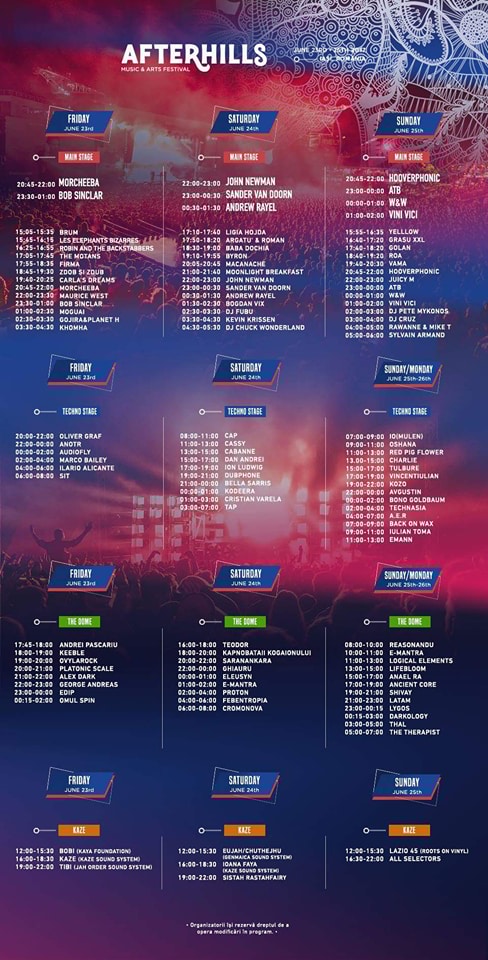 AFTERHILLS
MUSIC & ARTS FESTIVAL
JUNE 23RD - 25TH 2017
IASI, ROMANIA
FRIDAY
JUNE 23rd
MAIN STAGE
20:45-22:00 MORCHEEBA
23:30-01:00 BOB SINCLAR
15:05-15:35 BRUM
15:45-16:15 LES ELEPHANTS BIZARRES
16:25-16:55 ROBIN AND THE BACKSTABBERS
17:05-17:45 THE MOTANS
17:55-18:35 FIRMA
18:45-19:30 ZDOB SI ZDUB
19:40-20:25 CARLA'S DREAMS
20:45-22:00 MORCHEEBA
22:00-23:30 MAURICE WEST
23:30-01:00 BOB SINCLAR
01:00-02:30 MOGUAI
02:30-03:30 GOJIRA&PLANET H
03:30-04:30 KHOMHA
SATURDAY
JUNE 24th
MAIN STAGE
22:00-23:00 JOHN NEWMAN
23:00-00:30 SANDER VAN DOORN
00:30-01:30 ANDREW RAYEL
17:10-17:40 LIGIA HOJDA
17:50-18:20 ARGATU' & ROMAN
18:30-19:00 BABA DOCHIA
19:10-19:55 BYRON
20:05-20:45 MACANACHE
21:00-21:40 MOONLIGHT BREAKFAST
22:00-23:00 JOHN NEWMAN
23:00-00:30 SANDER VAN DOORN
00:30-01:30 ANDREW RAYEL
01:30-02:30 BOGDAN VIX
02:30-03:30 DJ FUBU
03:30-04:30 KEVIN KRISSEN
04:30-05:30 DJ CHUCK WONDERLAND
SUNDAY
JUNE 25th
MAIN STAGE
20:45-22:00 HOOVERPHONIC
23:00-00:00 ATB
00:00-01:00 W&W
01:00-02:00 VINI VICI
15:55-16:35 YELLLOW
16:40-17:20 GRASU XXL
17:40-18:20 GOLAN
18:40-19:20 ROA
19:40-20:30 VAMA
20:45-22:00 HOOVERPHONIC
22:00-23:00 JUICY M
23:00-00:00 ATB
00:00-01:00 W&W
01:00-02:00 VINI VICI
02:00-03:00 DJ PETE MYKONOS
03:00-04:00 DJ CRUZ
04:00-05:00 RAWANNE & MIKE T
05:00-06:00 SYLVAIN ARMAND
FRIDAY
JUNE 23rd
TECHNO STAGE
20:00-22:00 OLIVER GRAF
22:00-00:00 ANOTR
00:00-02:00 AUDIOFLY
02:00-04:00 MARCO BAILEY
04:00-06:00 ILARIO ALICANTE
06:00-08:00 SIT
SATURDAY
JUNE 24th
TECHNO STAGE
08:00-11:00 CAP
11:00-13:00 CASSY
13:00-15:00 CABANNE
15:00-17:00 DAN ANDREI
17:00-19:00 ION LUDWIG
19:00-21:00 DUBPHONE
21:00-00:00 BELLA SARRIS
00:00-01:00 KOZEERA
01:00-03:00 CRISTIAN VARELA
03:00-07:00 TAP
SUNDAY/MONDAY
JUNE 25th-26th
TECHNO STAGE
07:00-09:00 IO(MULEN)
09:00-11:00 OSHANA
11:00-13:00 RED PIG FLOWER
13.00-15:00 CHARLIE
15:00-17:00 TULBURE
17:00-19:00 VINCENTIULIAN
19:00-22:00 KOZO
22:00-00:00 AVGUSTIN
00:00-02:00 BONO GOLDBAUM
02:00-04:00 TECHNASIA
04:00-07:00 A.E.R
07:00-09:00 BACK ON WAX
09:00-11:00 IULIAN TOMA
11:00-13:00 EMANN
FRIDAY
JUNE 23rd
THE DOME
17:45-18:00 ANDREI PASCARIU
18:00-19:00 KEEBLE
19:00-20:00 OVYLAROCK
20:00-21:00 PLATONIC SCALE
21:00-22:00 ALEX DARK
22:00-23:00 GEORGE ANDREAS
23:00-00:00 EDIP
00:15-02:00 OMUL SPIN
SATURDAY
JUNE 24th
THE DOME
16:00-18:00 TEODOR
18:00-20:00 KAPNOBATAII KOGAIONULUI
20:00-22:00 SARANANKARA
22:00-00:00 GHIAURU
00:00-01:00 ELEUSYN
01:00-02:00 E-MANTRA
02:00-04:00 PROTON
04:00-06:00 FEBENTROPIA
06:00-08:00 CROMONOVA
SUNDAY/MONDAY
JUNE 25th-26th
THE DOME
08:00-10:00 REASONANDU
10:00-11:00 E-MANTRA
11:00-13:00 LOGICAL ELEMENTS
13:00-15:00 LIFEBLOOM
15:00-17:00 ANAEL RA
17:00-19:00 ANCIENT CORE
19:00-21:00 SHIVAY
21:00-23:00 LATAM
23:00-00:15 LYGOS
00:15-03:00 DARKOLOGY
03:00-05:00 THAL
05:00-07:00 THE THERAPIST
FRIDAY
JUNE 23rd
KAZE
12:00-15:30 BOBI (KAYA FOUNDATION)
16:00-18:30 KAZE (KAZE SOUND SYSTEM)
19:00-22:00 TIBI (JAH ORDER SOUND SYSTEM)
SATURDAY
JUNE 24th
KAZE
12:00-15:30 EUJAH/CHUTHEJHU
(GENMAICA SOUND SYSTEM)
16:00-18:30 IOANA FAYA
(KAZE SOUND SYSTEM)
19:00-22:00 SISTAH RASTAHFAIRY
SUNDAY
JUNE 25th
KAZE
12:00-15:30 LAZIO 45 (ROOTS ON VINYL)
16:30-22:00 ALL SELECTORS
• Organizatorii își rezervă dreptul de a
opera modificări în program. •